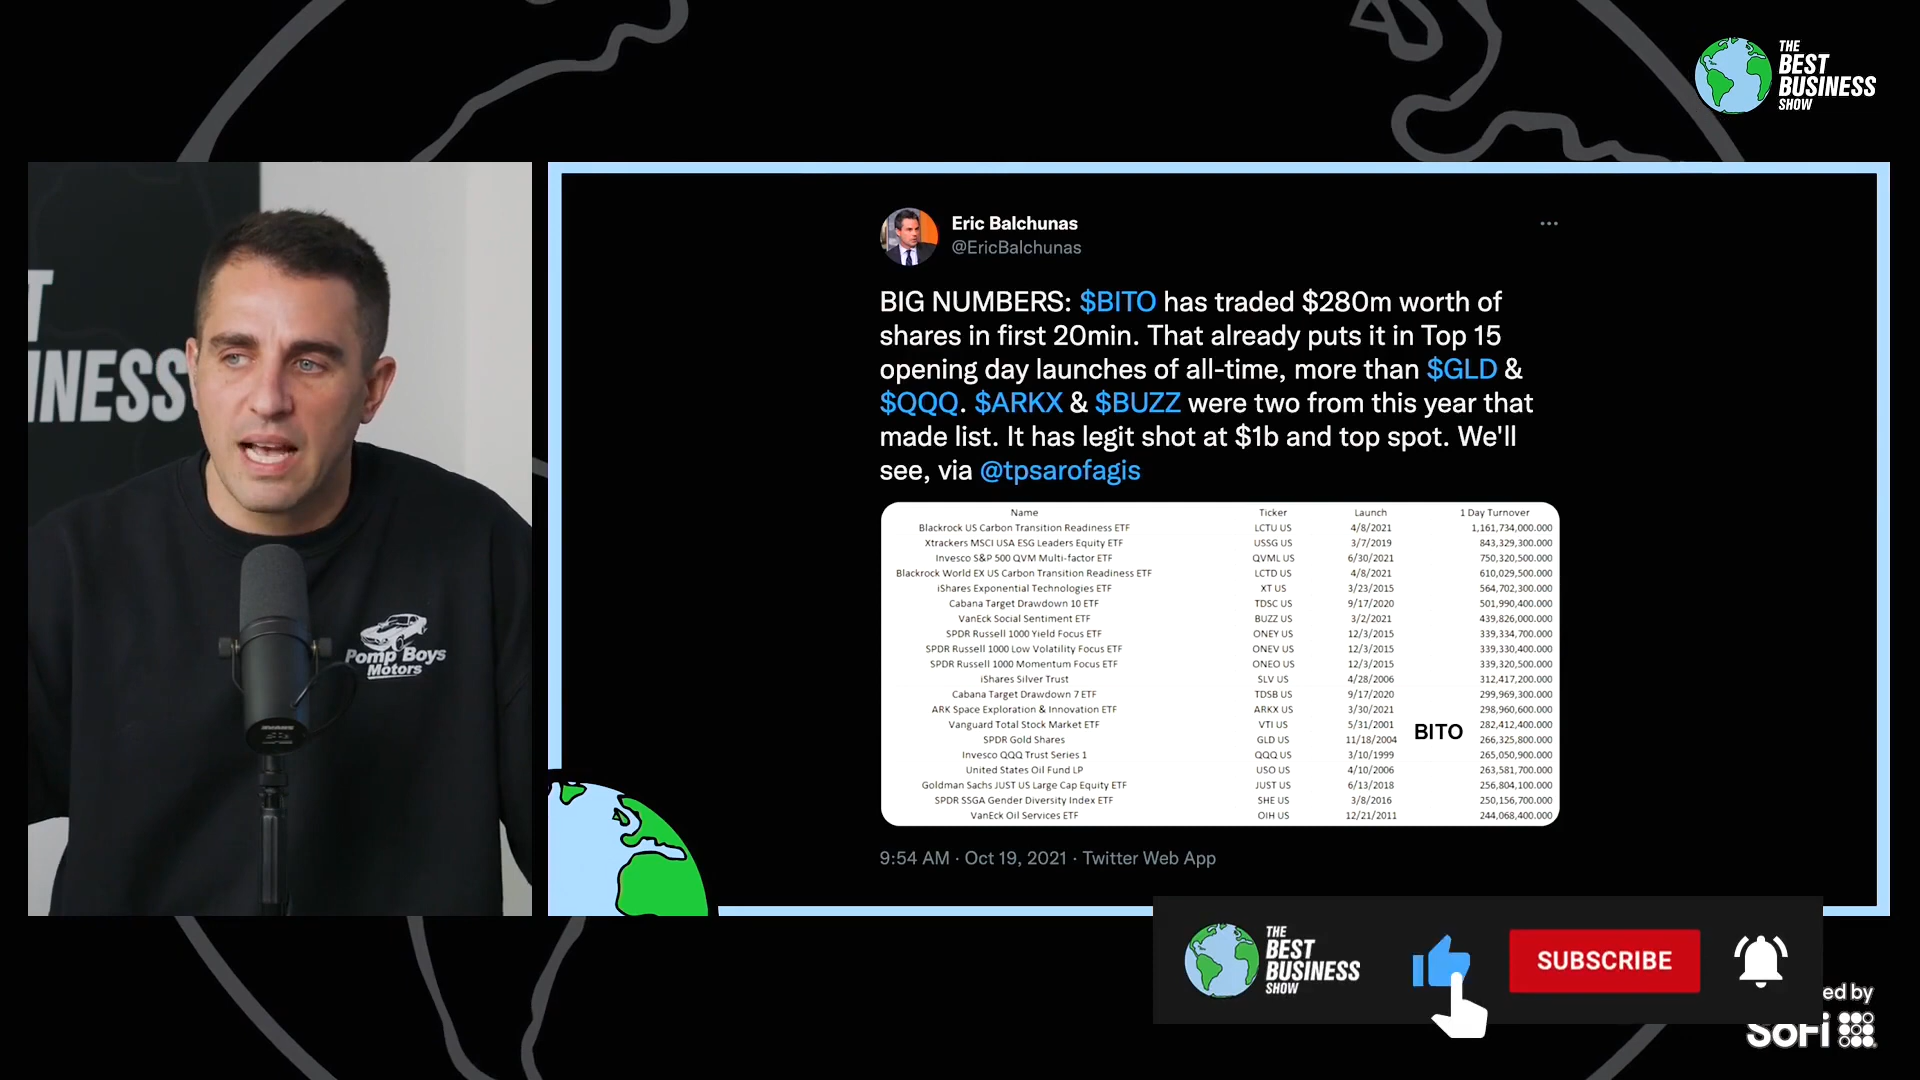 THE
BEST
BUSINESS
SHOW
T
INESS
Pomp Boys
Motors
Eric Balchunas
@EricBalchunas
BIG NUMBERS: $BITO has traded $280m worth of
shares in first 20min. That already puts it in Top 15
opening day launches of all-time, more than $GLD &
$QQQ. $ARKX & $BUZZ were two from this year that
made list. It has legit shot at $1b and top spot. We'll
see, via @tpsarofagis
Name Ticker Launch 1 Day Turnover
Blackrock US Carbon Transition Readiness ETF LCTU US 4/8/2021 1,161,734,000.000
Xtrackers MSCI USA ESG Leaders Equity ETF USSG US 3/7/2019 843,329,300.000
Invesco S&P 500 QVM Multi-factor ETF QVML US 6/30/2021 750,320,500.000
Blackrock World EX US Carbon Transition Readiness ETF LCTD US 4/8/2021 610,029,500.000
iShares Exponential Technologies ETF XT US 3/23/2015 564,702,300.000
Cabana Target Drawdown 10 ETF TDSC US 9/17/2020 501,990,400.000
VanEck Social Sentiment ETF BUZZ US 3/2/2021 439,826,000.000
SPDR Russell 1000 Yield Focus ETF ONEY US 12/3/2015 339,334,700.000
SPDR Russell 1000 Low Volatility Focus ETF ONEV US 12/3/2015 339,330,400.000
SPDR Russell 1000 Momentum Focus ETF ONEO US 12/3/2015 339,320,500.000
iShares Silver Trust SLV US 4/28/2006 312,417,200.000
Cabana Target Drawdown 7 ETF TDSB US 9/17/2020 299,969,300.000
ARK Space Exploration & Innovation ETF ARKX US 3/30/2021 298,960,600.000
Vanguard Total Stock Market ETF VTI US 5/31/2001 282,412,400.000
BITO
SPDR Gold Shares GLD US 11/18/2004 266,325,800.000
Invesco QQQ Trust Series 1 QQQ US 3/10/1999 265,050,900.000
United States Oil Fund LP USO US 4/10/2006 263,581,700.000
Goldman Sachs JUST US Large Cap Equity ETF JUST US 6/13/2018 256,804,100.000
SPDR SSGA Gender Diversity Index ETF SHE US 3/8/2016 250,156,700.000
VanEck Oil Services ETF OIH US 12/21/2011 244,068,400.000
9:54 AM · Oct 19, 2021 · Twitter Web App
THE
BEST
BUSINESS
SHOW
SUBSCRIBE
ed by
SoFi